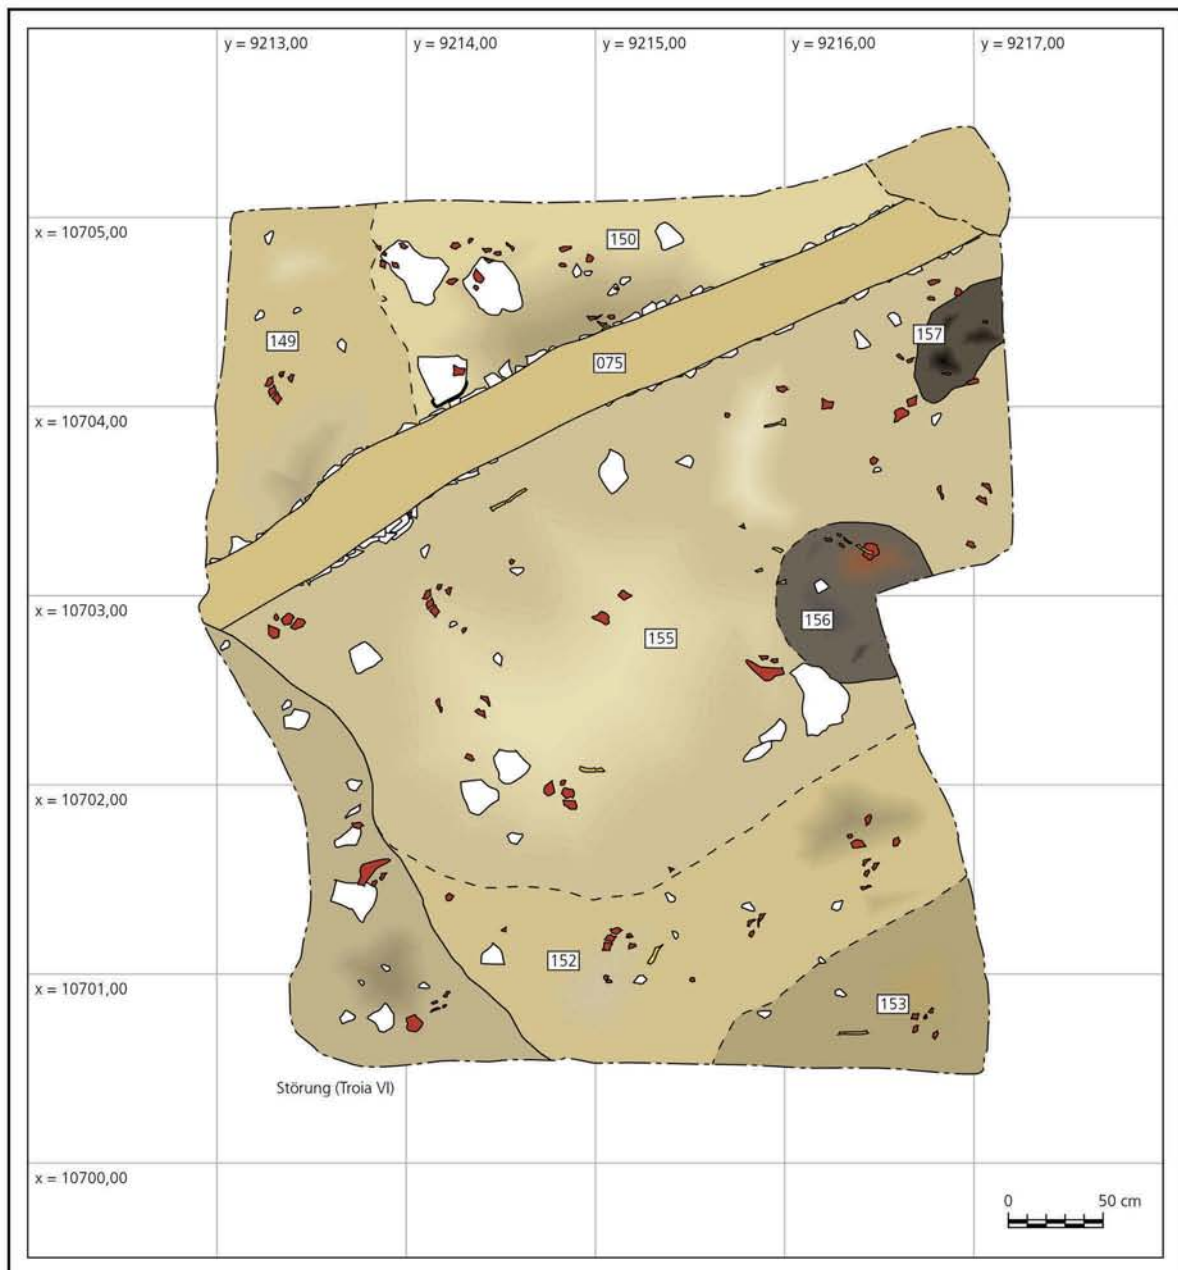 y = 9213,00 y = 9214,00 y = 9215,00 y = 9216,00 y = 9217,00
x = 10705,00
150
157
149
075
x = 10704,00
x = 10703,00
156
155
x = 10702,00
152
x = 10701,00
153
Störung (Troia VI)
x = 10700,00
0 50 cm